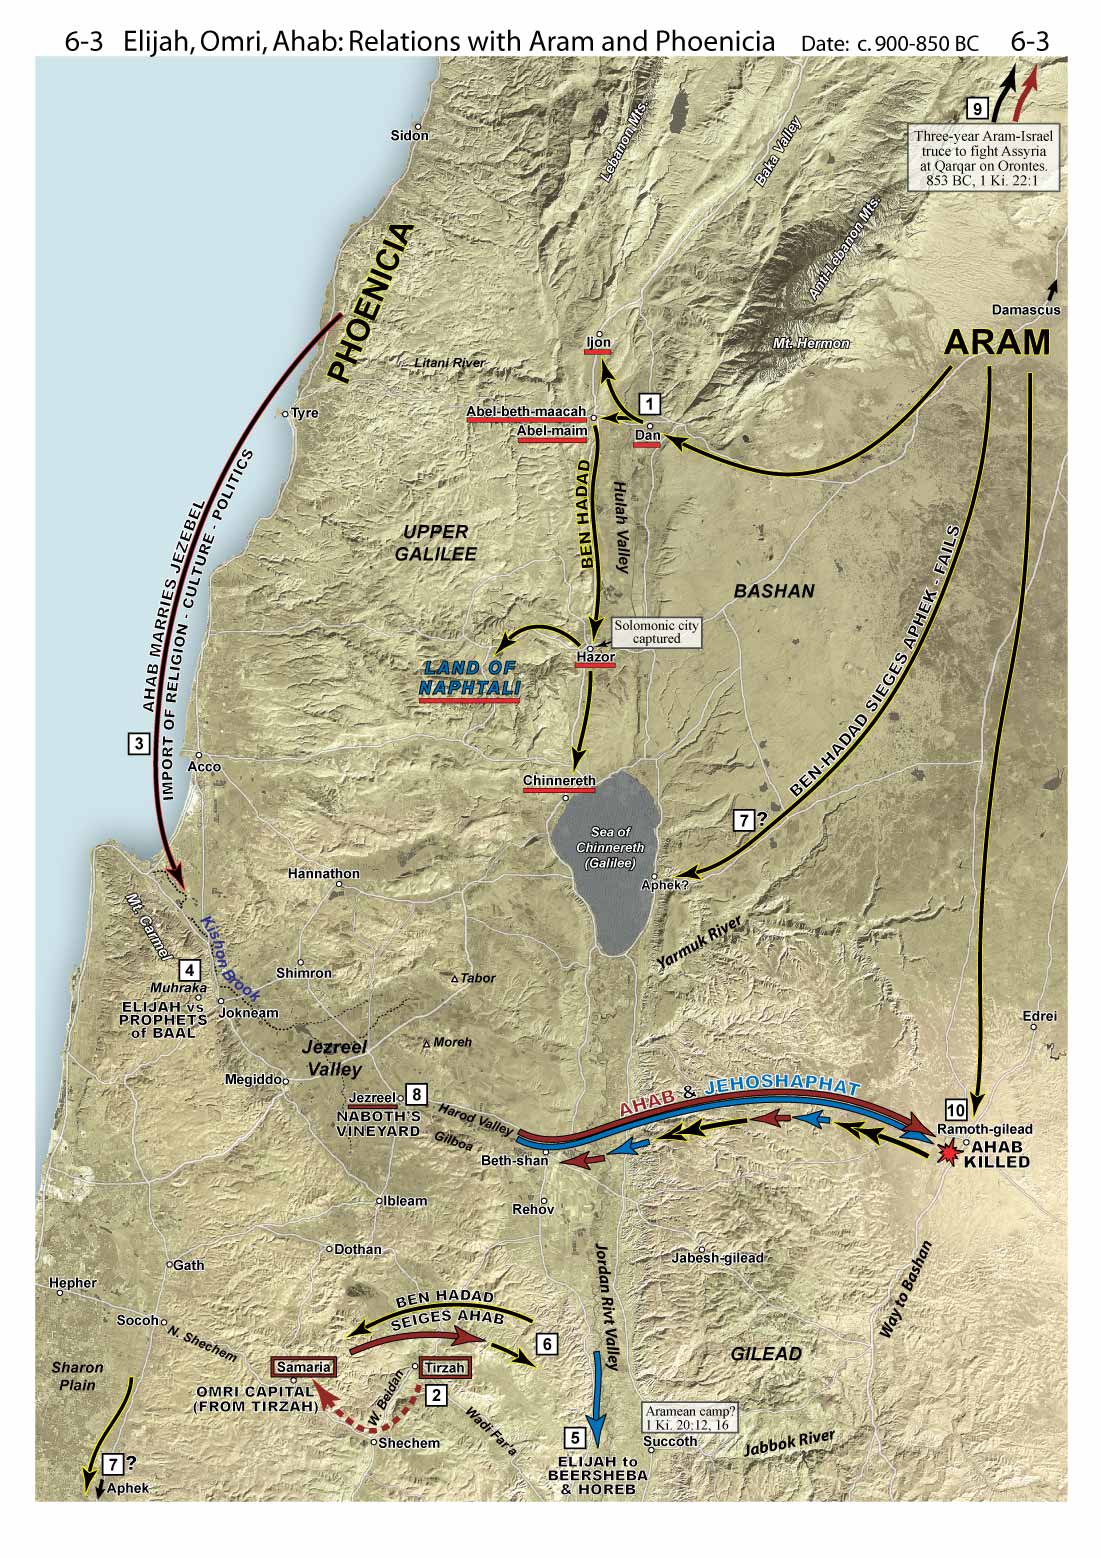 6-3 Elijah, Omri, Ahab: Relations with Aram and Phoenicia Date: c. 900-850 BC 6-3
9
Three-year Aram-Israel
truce to fight Assyria
at Qarqar on Orontes.
853 BC, 1 Ki. 22:1
Sidon
Lebanon Mts.
Baka Valley
Anti-Lebanon Mts.
PHOENICIA
Damascus
ARAM
Mt. Hermon
Ijon
Litani River
Tyre
Abel-beth-maacah
Abel-maim
1
Dan
BEN HADAD
Hulah Valley
UPPER
GALILEE
BASHAN
AHAB MARRIES JEZEBEL
IMPORT OF RELIGION - CULTURE - POLITICS
3
BEN-HADAD SIEGES APHEK - FAILS
Solomonic city
captured
Hazor
LAND OF
NAPHTALI
Acco
Chinnereth
Sea of
Chinnereth
(Galilee)
7 ?
Aphek?
Hannathon
Mt. Carmel
Kishon Brook
Yarmuk River
4
Muhraka
ELIJAH vs
PROPHETS
of BAAL
Shimron
Tabor
Jokneam
Edrei
Jezreel
Valley
Moreh
Megiddo
Jezreel
8
NABOTH'S
VINEYARD
Harod Valley
Gilboa
AHAB & JEHOSHAPHAT
10
Ramoth-gilead
AHAB
KILLED
Beth-shan
Ibleam
Rehov
Dothan
Jabesh-gilead
Gath
Hepher
Jordan Rivt Valley
Way to Bashan
BEN HADAD
SEIGES AHAB
Socoh
N. Shechem
6
GILEAD
Sharon
Plain
Samaria
Tirzah
OMRI CAPITAL
(FROM TIRZAH)
W. Beidan
2
Wadi Far'a
Shechem
Aramean camp?
1 Ki. 20:12, 16
Succoth
Jabbok River
5
ELIJAH to
BEERSHEBA
& HOREB
7 ?
Aphek